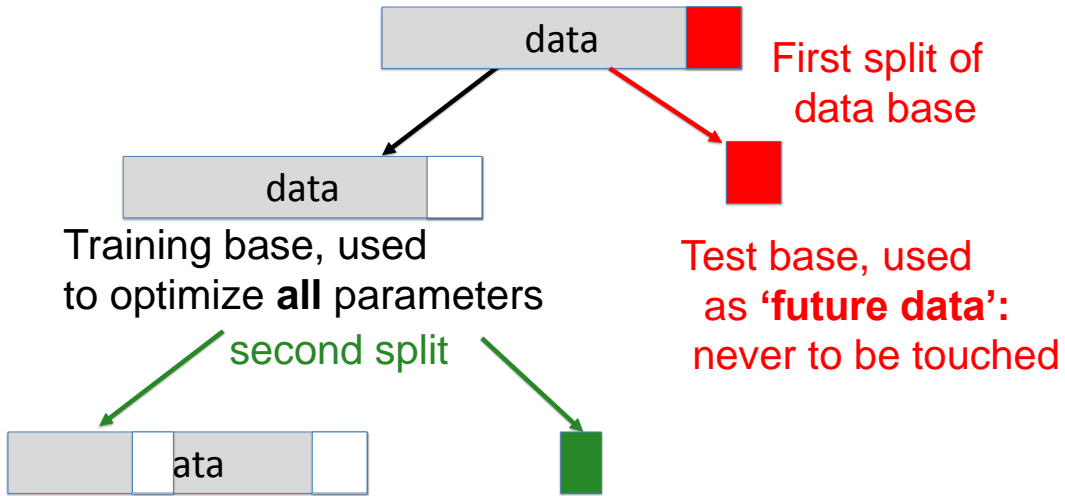 data
First split of
data base
data
Training base, used
to optimize all parameters
Test base, used
as ‘future data’:
never to be touched
second split
ata